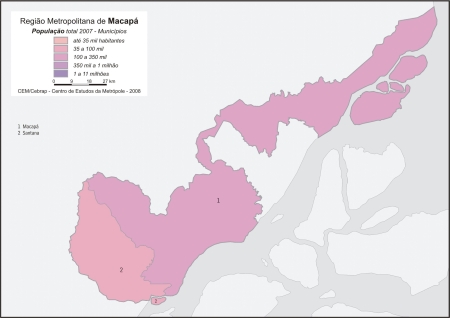 Região Metropolitana de Macapá
População total 2007 - Municípios
até 35 mil habitantes
35 a 100 mil
100 a 350 mil
350 mil a 1 milhão
1 a 11 milhões
0 9 18 27 km
CEM/Cebrap - Centro de Estudos da Metrópole - 2008
1 Macapá
2 Santana
1
2
2